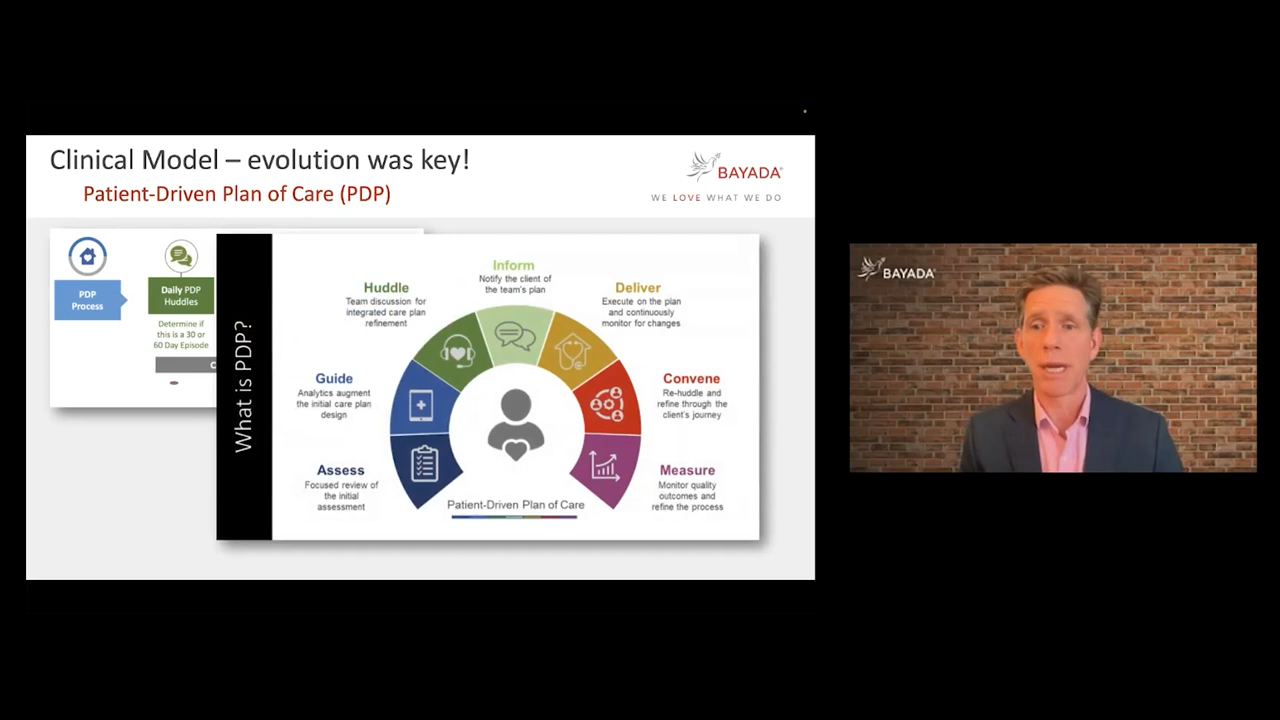 Clinical Model – evolution was key!
Patient-Driven Plan of Care (PDP)
BAYADA®
WE LOVE WHAT WE DO
PDP
Process
Daily PDP
Huddles
Determine if
this is a 30 or
60 Day Episode
C
What is PDP?
Assess
Focused review of
the initial
assessment
Guide
Analytics augment
the initial care plan
design
Huddle
Team discussion for
integrated care plan
refinement
Inform
Notify the client of
the team's plan
Deliver
Execute on the plan
and continuously
monitor for changes
Convene
Re-huddle and
refine through the
client's journey
Measure
Monitor quality
outcomes and
refine the process
Patient-Driven Plan of Care
BAYADA®